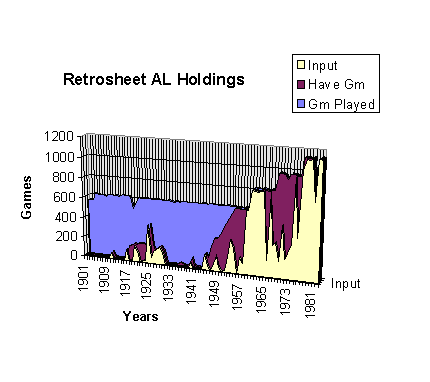 Retrosheet AL Holdings
Input
Have Gm
Gm Played
1200
1000
800
600
400
200
0
Games
1901
1909
1917
1925
1933
1941
1949
1957
1965
1973
1981
Input
Years